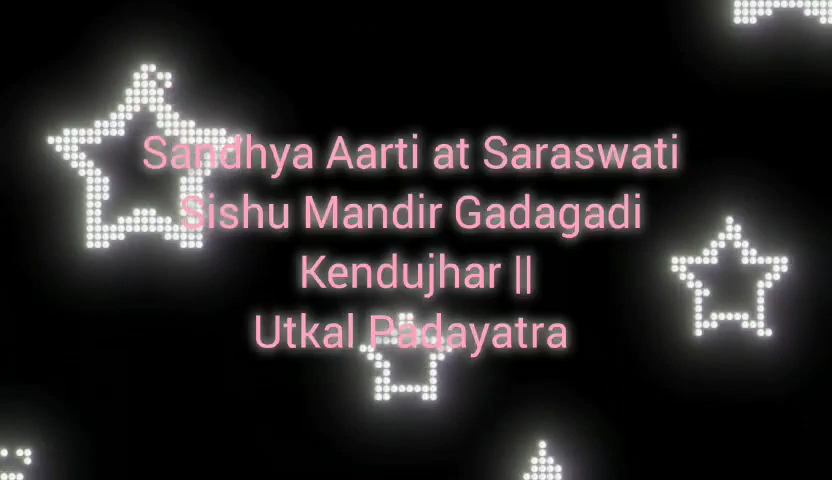 Sandhya Aarti at Saraswati
Sishu Mandir Gadagadi
Kendujhar ||
Utkal Padayatra